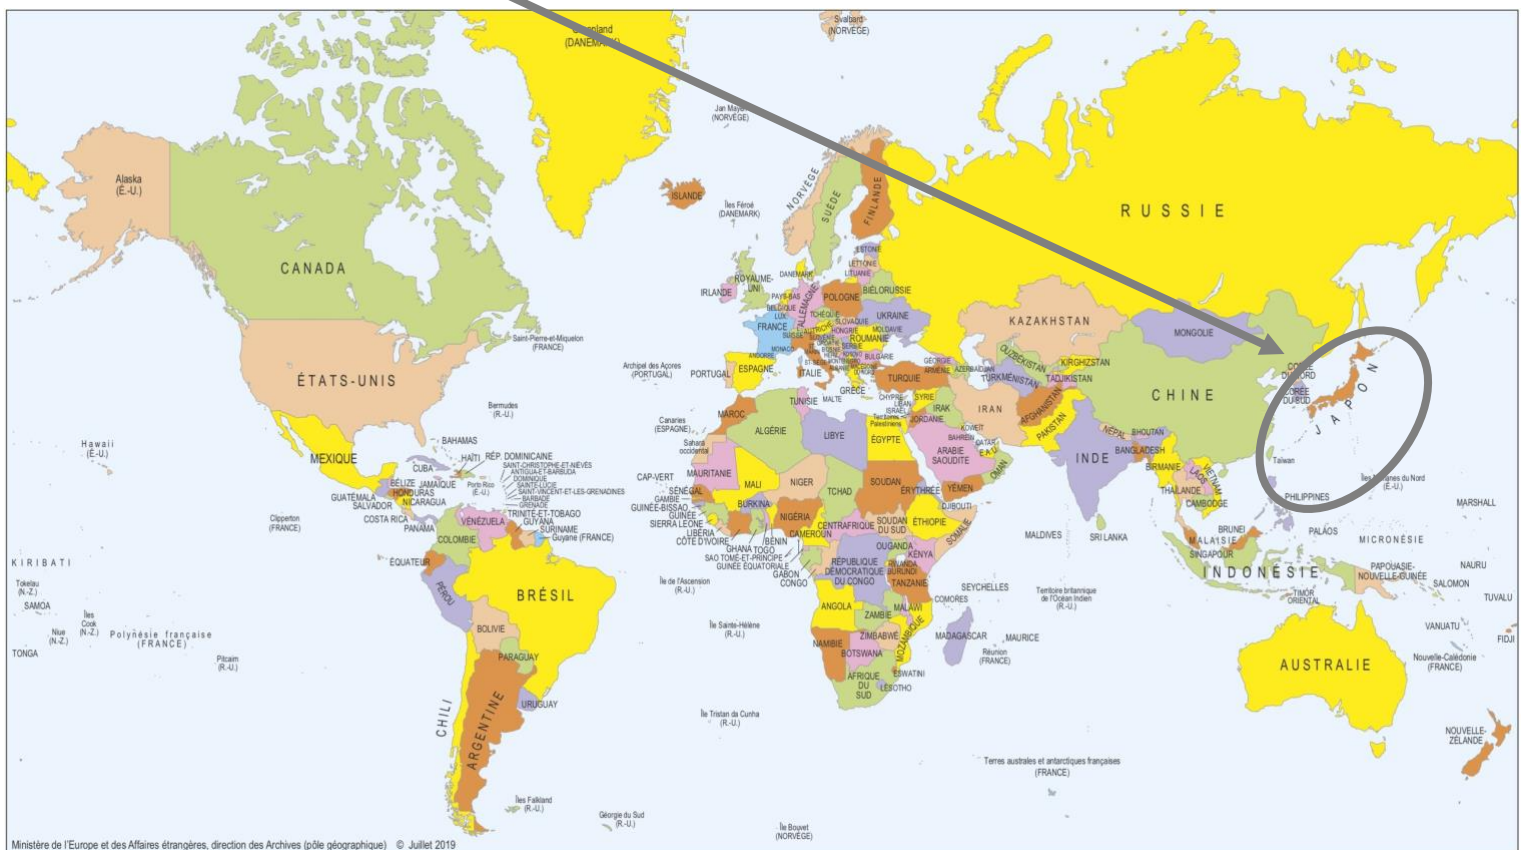 Svalbard
(NORVÈGE)
(DANEMARK)
Jan Mayen
(NORVÈGE)
Alaska
(É.-U.)
CANADA
ISLANDE
Îles Féroé
(DANEMARK)
NORVÈGE
SUÈDE
FINLANDE
RUSSIE
ESTONIE
LETTONIE
LITUANIE
DANEMARK
ROYAUME-
UNI
IRLANDE
PAYS-BAS
BELGIQUE
LUX.
ALLEMAGNE
POLOGNE
BIÉLORUSSIE
UKRAINE
TCHÉQUIE
SLOVAQUIE
AUTRICHE
HONGRIE
MOLDAVIE
ROUMANIE
FRANCE
SUISSE
MONACO
SERBIE
BULGARIE
ANDORRE
ITALIE
ESPAGNE
PORTUGAL
GRÈCE
MALTE
TURQUIE
GÉORGIE
ARMÉNIE
AZERBAÏDJAN
KAZAKHSTAN
OUZBÉKISTAN
TURKMÉNISTAN
KIRGHIZSTAN
TADJIKISTAN
MONGOLIE
CHINE
CORÉE
DU NORD
CORÉE
DU SUD
JAPON
Saint-Pierre-et-Miquelon
(FRANCE)
ÉTATS-UNIS
Archipel des Açores
(PORTUGAL)
Bermudes
(R.-U.)
Canaries
(ESPAGNE)
MAROC
ALGÉRIE
TUNISIE
LIBYE
ÉGYPTE
CHYPRE
LIBAN
ISRAËL
Territoires
Palestiniens
SYRIE
IRAK
JORDANIE
IRAN
KOWEÏT
BAHREÏN
QATAR
E.A.U.
ARABIE
SAOUDITE
OMAN
YÉMEN
AFGHANISTAN
PAKISTAN
INDE
NÉPAL
BHOUTAN
BANGLADESH
BIRMANIE
LAOS
VIETNAM
THAÏLANDE
CAMBODGE
Taïwan
PHILIPPINES
Îles Mariannes du Nord
(É.-U.)
MARSHALL
Hawaii
(É.-U.)
MEXIQUE
BAHAMAS
CUBA
HAÏTI
RÉP. DOMINICAINE
JAMAÏQUE
Porto Rico
(É.-U.)
SAINT-CHRISTOPHE-ET-NIÉVÈS
ANTIGUA-ET-BARBUDA
DOMINIQUE
SAINTE-LUCIE
SAINT-VINCENT-ET-LES-GRENADINES
BARBADE
GRENADE
TRINITÉ-ET-TOBAGO
BÉLIZE
HONDURAS
GUATÉMALA
SALVADOR
NICARAGUA
COSTA RICA
PANAMA
Clipperton
(FRANCE)
VÉNÉZUELA
COLOMBIE
GUYANA
SURINAME
Guyane (FRANCE)
ÉQUATEUR
PÉROU
BRÉSIL
BOLIVIE
PARAGUAY
CHILI
ARGENTINE
URUGUAY
Sahara
occidental
CAP-VERT
MAURITANIE
MALI
NIGER
TCHAD
SOUDAN
ÉRYTHRÉE
DJIBOUTI
SÉNÉGAL
GAMBIE
GUINÉE-BISSAO
GUINÉE
SIERRA LEONE
LIBÉRIA
CÔTE D'IVOIRE
BURKINA
GHANA
TOGO
BÉNIN
NIGÉRIA
CAMEROUN
CENTRAFRIQUE
SOUDAN
DU SUD
ÉTHIOPIE
SOMALIE
SAO TOMÉ-ET-PRINCIPE
GUINÉE ÉQUATORIALE
GABON
CONGO
RÉPUBLIQUE
DÉMOCRATIQUE
DU CONGO
OUGANDA
KÉNYA
RWANDA
BURUNDI
TANZANIE
SEYCHELLES
COMORES
ANGOLA
ZAMBIE
MALAWI
MOZAMBIQUE
ZIMBABWÉ
NAMIBIE
BOTSWANA
ESWATINI
LÉSOTHO
AFRIQUE
DU
SUD
MADAGASCAR
MAURICE
Réunion
(FRANCE)
MALDIVES
SRI LANKA
Territoire britannique
de l'Océan Indien
(R.-U.)
BRUNEI
MALAISIE
SINGAPOUR
INDONÉSIE
TIMOR
ORIENTAL
PALAOS
MICRONÉSIE
PAPOUASIE-
NOUVELLE-GUINÉE
NAURU
SALOMON
TUVALU
VANUATU
FIDJI
Nouvelle-Calédonie
(FRANCE)
AUSTRALIE
NOUVELLE-
ZÉLANDE
KIRIBATI
Tokelau
(N.-Z.)
SAMOA
Îles
Cook
(N.-Z.)
Niue
(N.-Z.)
TONGA
Polynésie française
(FRANCE)
Pitcairn
(R.-U.)
Île de l'Ascension
(R.-U.)
Île Sainte-Hélène
(R.-U.)
Île Tristan da Cunha
(R.-U.)
Îles Falkland
(R.-U.)
Géorgie du Sud
(R.-U.)
Île Bouvet
(NORVÈGE)
Terres australes et antarctiques françaises
(FRANCE)
Ministère de l'Europe et des Affaires étrangères, direction des Archives (pôle géographique) © Juillet 2019